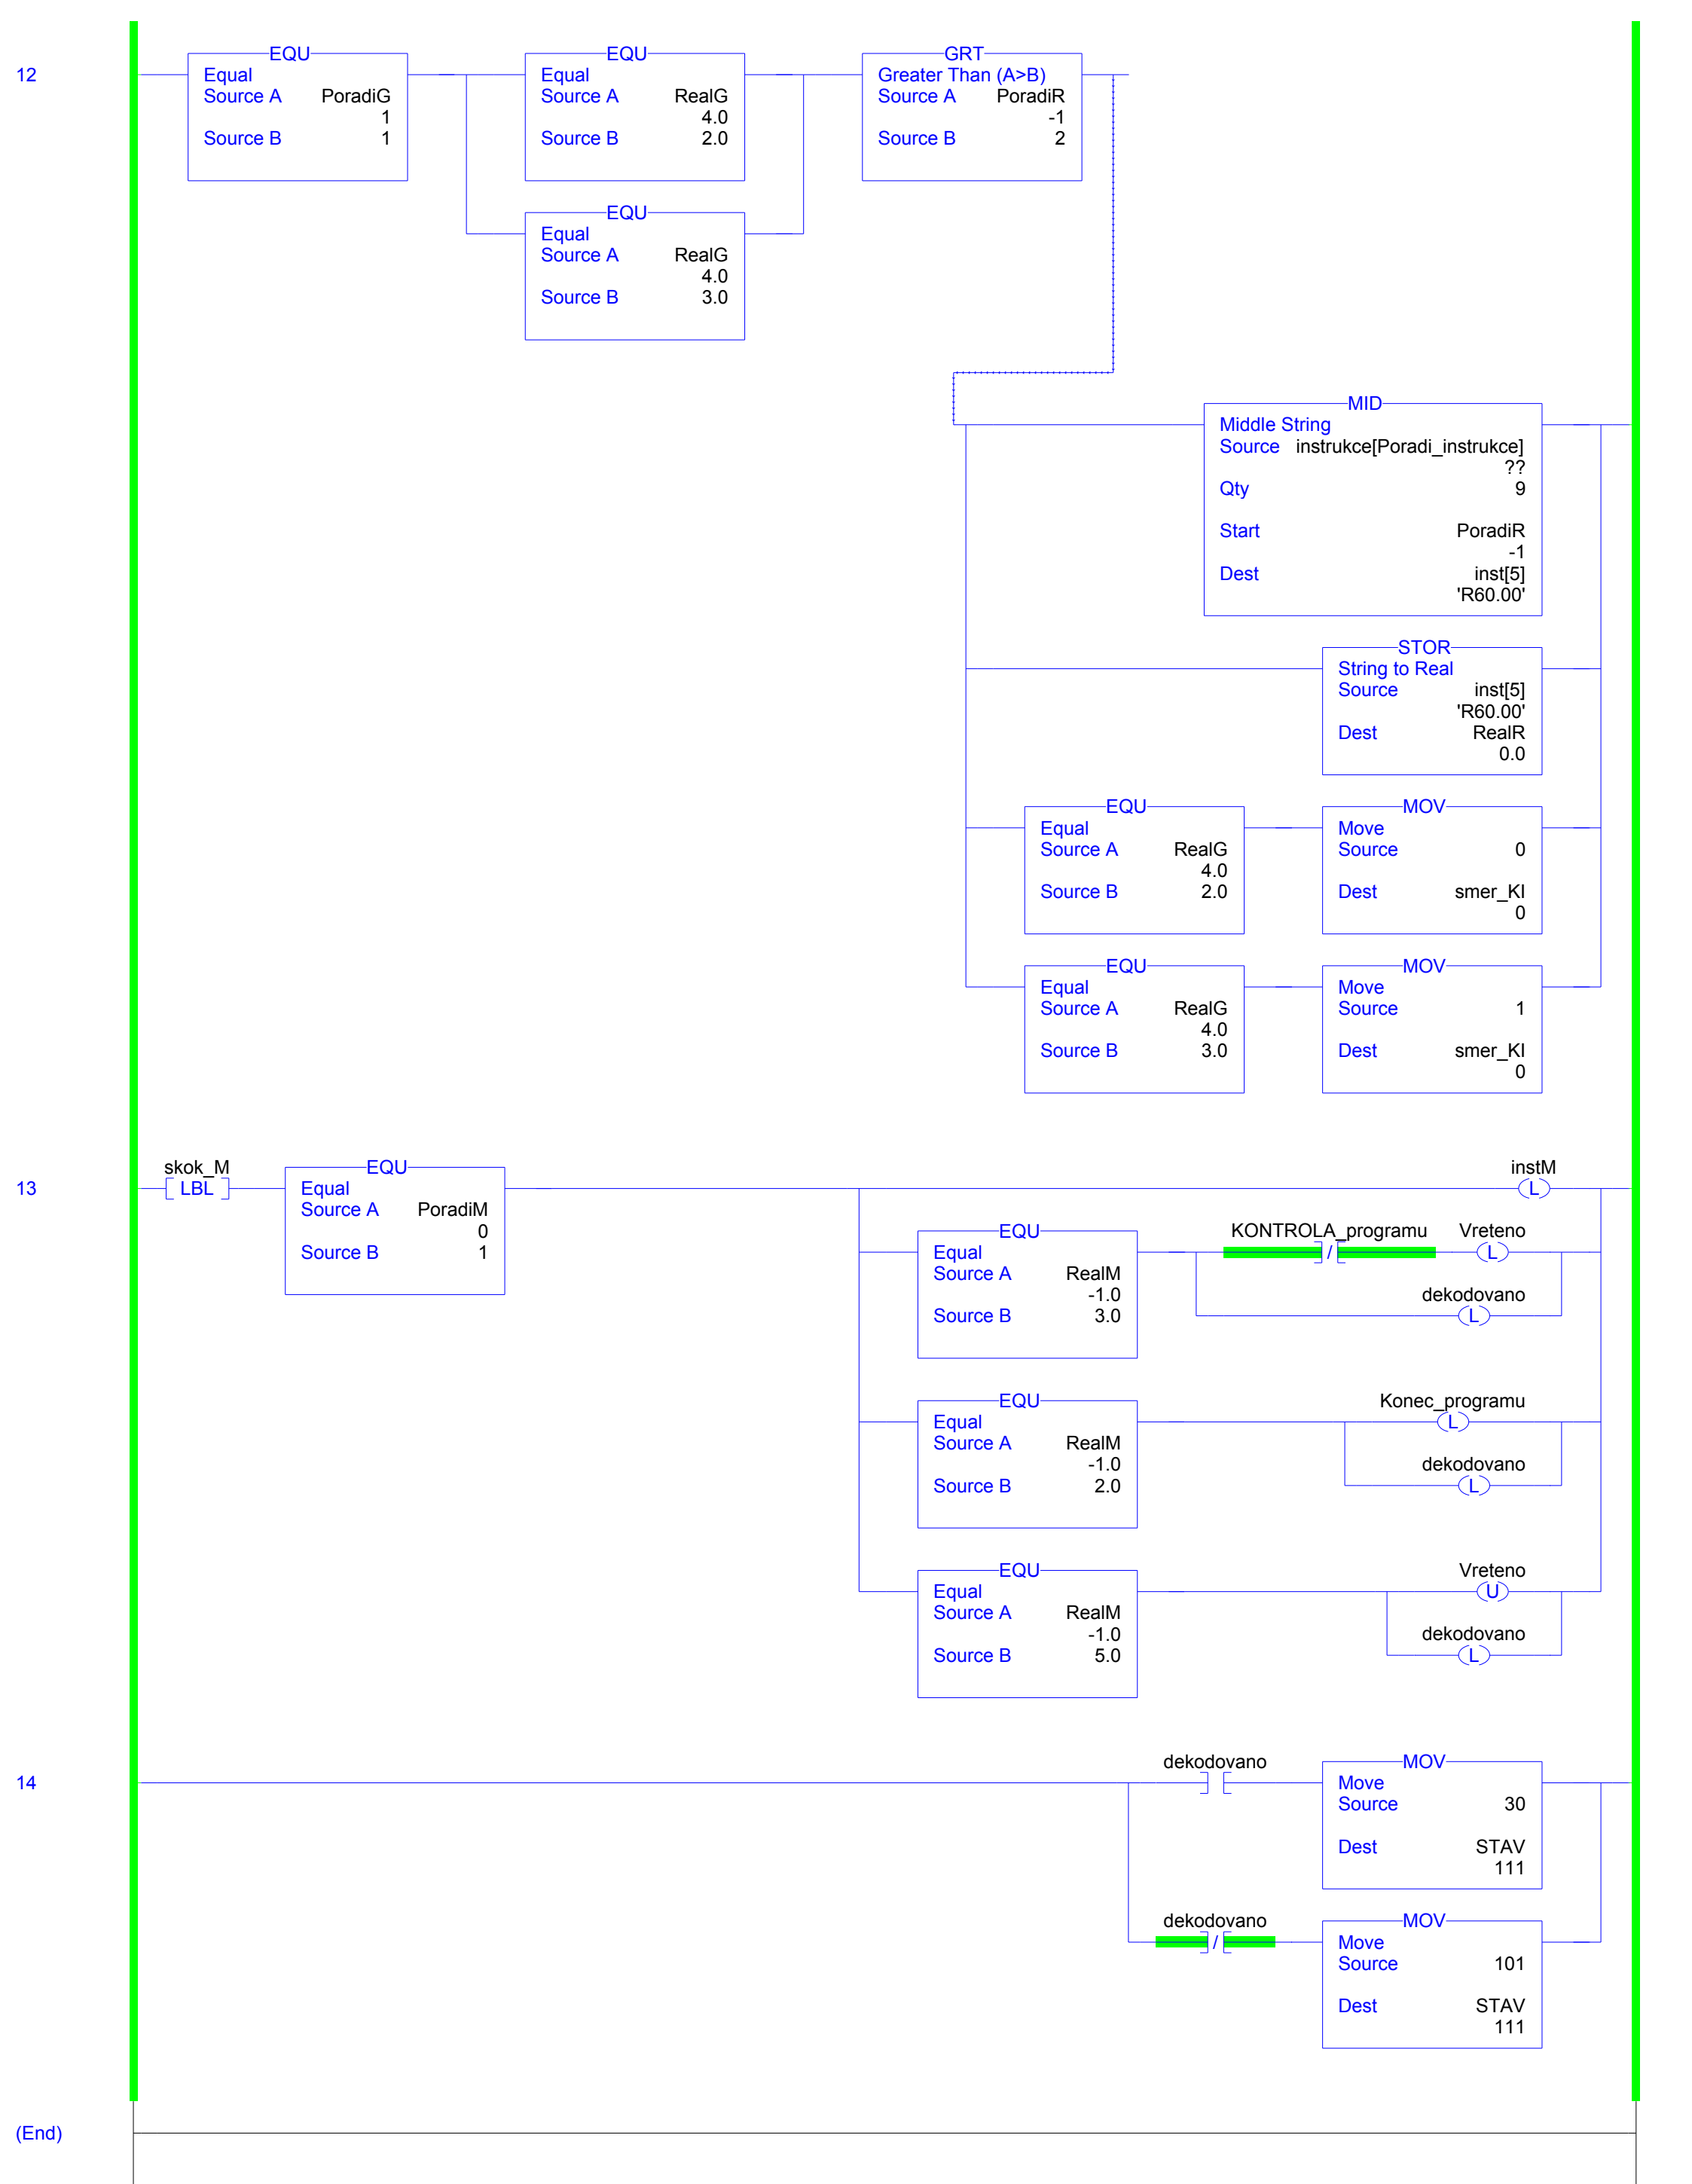 12
EQU
Equal
Source A PoradiG
1
Source B 1
EQU
Equal
Source A RealG
4.0
Source B 2.0
GRT
Greater Than (A>B)
Source A PoradiR
-1
Source B 2
EQU
Equal
Source A RealG
4.0
Source B 3.0
MID
Middle String
Source instrukce[Poradi_instrukce]
??
Qty 9
Start PoradiR
-1
Dest inst[5]
'R60.00'
STOR
String to Real
Source inst[5]
'R60.00'
Dest RealR
0.0
EQU
Equal
Source A RealG
4.0
Source B 2.0
MOV
Move
Source 0
Dest smer_KI
0
EQU
Equal
Source A RealG
4.0
Source B 3.0
MOV
Move
Source 1
Dest smer_KI
0
13
skok_M
LBL
EQU
Equal
Source A PoradiM
0
Source B 1
instM
L
EQU
Equal
Source A RealM
-1.0
Source B 3.0
KONTROLA_programu
/
Vreteno
L
dekodovano
L
EQU
Equal
Source A RealM
-1.0
Source B 2.0
Konec_programu
L
dekodovano
L
EQU
Equal
Source A RealM
-1.0
Source B 5.0
Vreteno
U
dekodovano
L
14
dekodovano
MOV
Move
Source 30
Dest STAV
111
dekodovano
/
MOV
Move
Source 101
Dest STAV
111
(End)